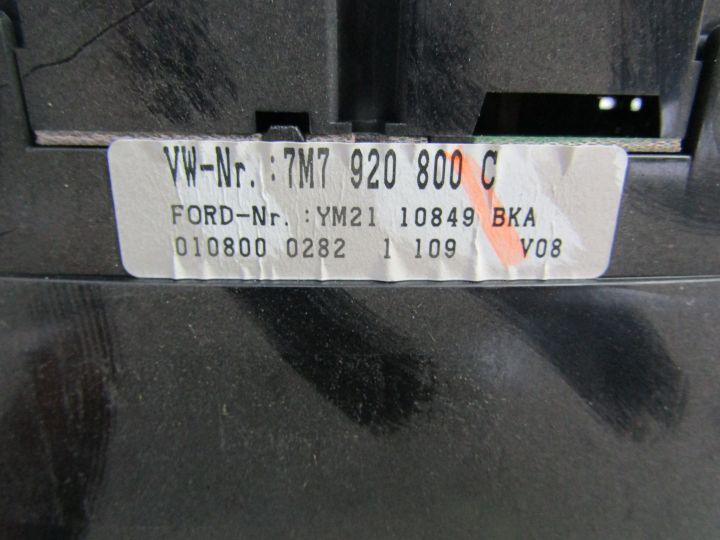 VW-Nr.:7M7 920 800 C
FORD-Nr.:YM21 10849 BKA
010800 0282 1 109 V08